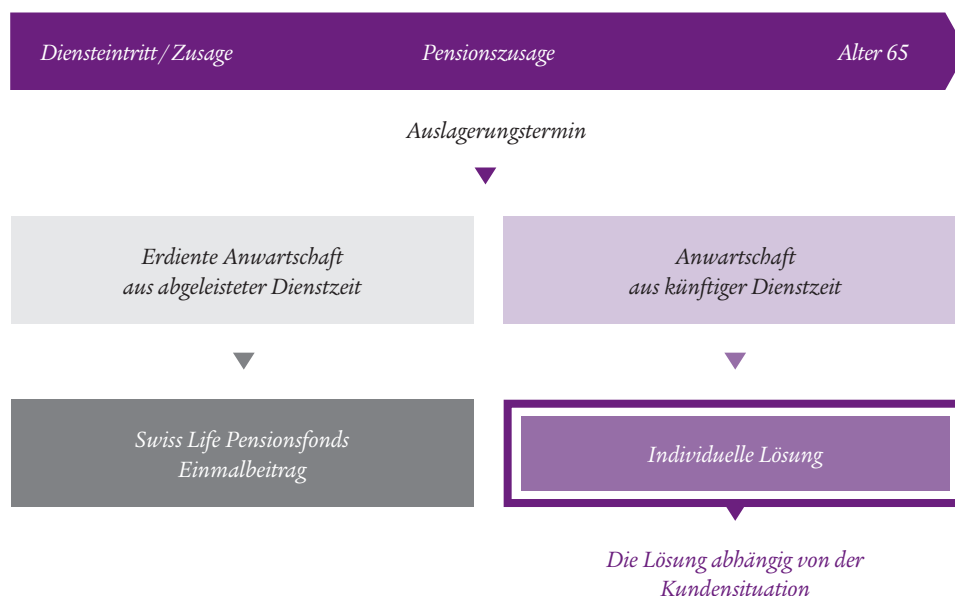 Diensteintritt / Zusage Pensionszusage Alter 65
Auslagerungstermin
Erdiente Anwartschaft
aus abgeleisteter Dienstzeit
Anwartschaft
aus künftiger Dienstzeit
Swiss Life Pensionsfonds
Einmalbeitrag
Individuelle Lösung
Die Lösung abhängig von der
Kundensituation